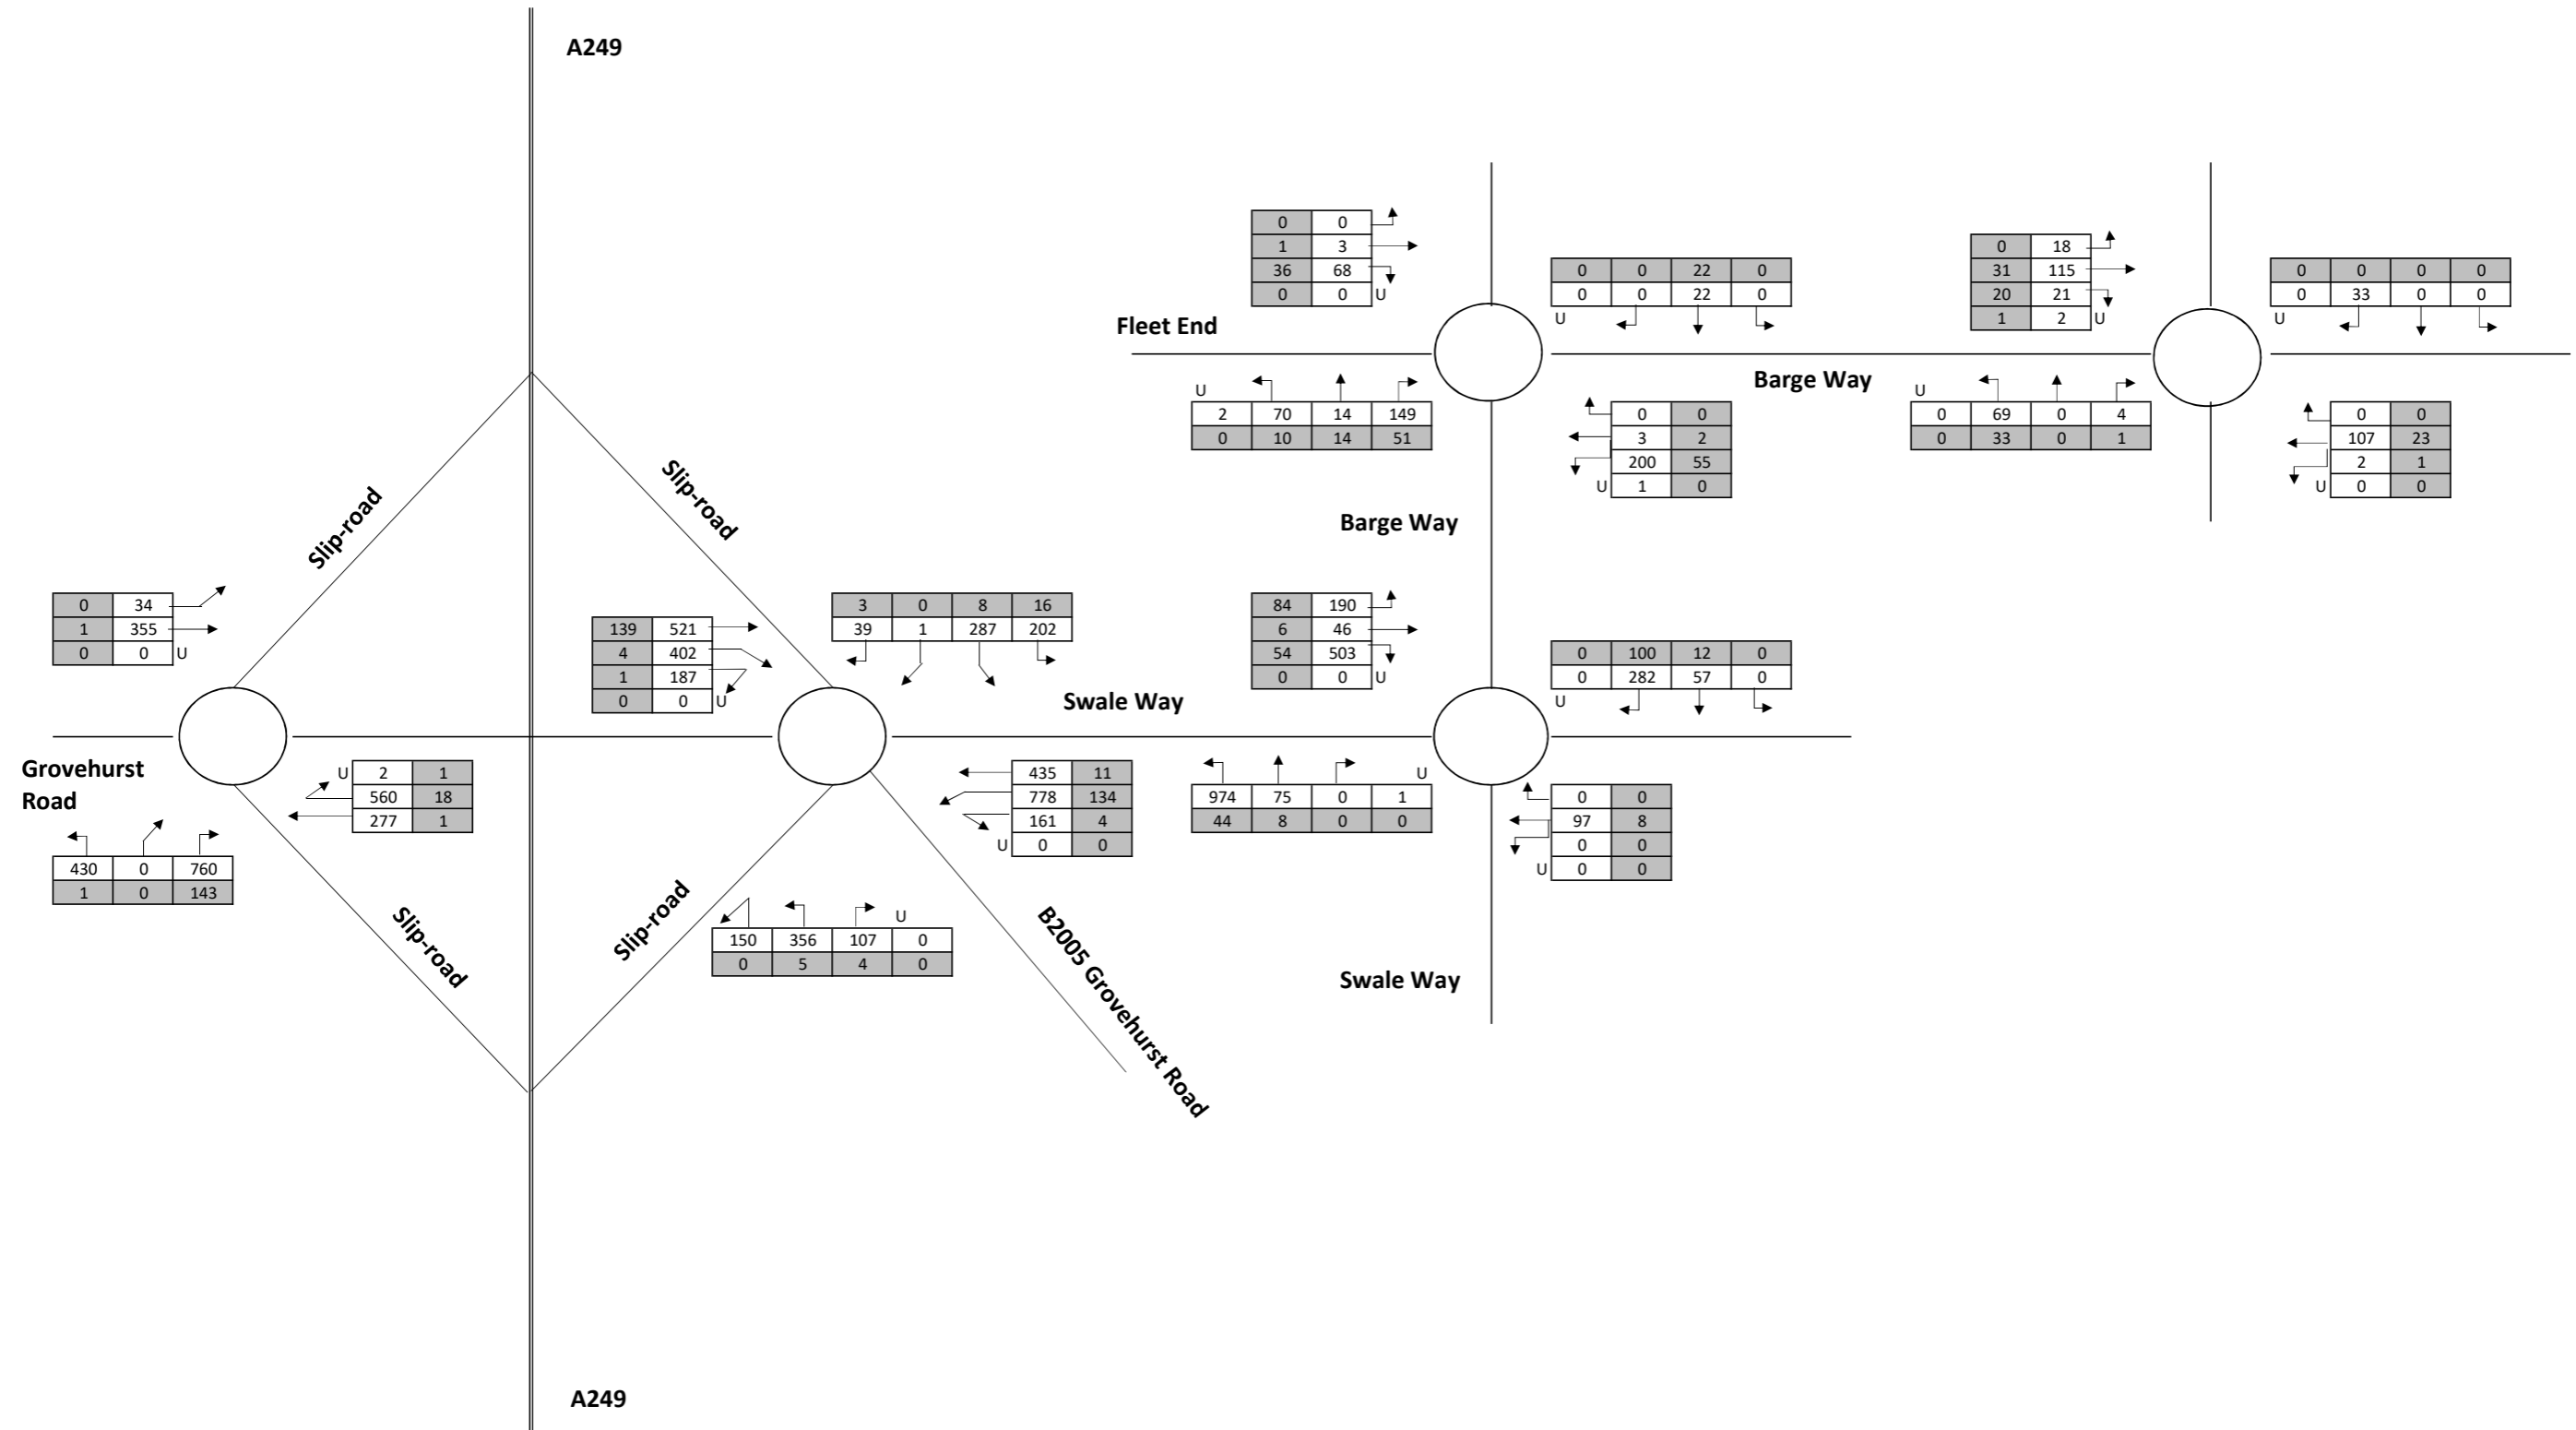 A249
0 0
1 3
36 68
0 0 U
0 0 22 0
0 0 22 0
U
0 18
31 115
20 21
1 2 U
0 0 0 0
0 33 0 0
U
Fleet End
U
2 70 14 149
0 10 14 51
Barge Way
0 0
3 2
200 55
U 1 0
U
0 69 0 4
0 33 0 1
0 0
107 23
2 1
U 0 0
Slip-road
Slip-road
Barge Way
0 34
1 355
0 0 U
139 521
4 402
1 187
0 0 U
3 0 8 16
39 1 287 202
84 190
6 46
54 503
0 0 U
0 100 12 0
0 282 57 0
U
Swale Way
Grovehurst
Road
U 2 1
560 18
277 1
435 11
778 134
161 4
U 0 0
U
974 75 0 1
44 8 0 0
0 0
97 8
0 0
U 0 0
430 0 760
1 0 143
Slip-road
Slip-road
U
150 356 107 0
0 5 4 0
B2005 Grovehurst Road
Swale Way
A249